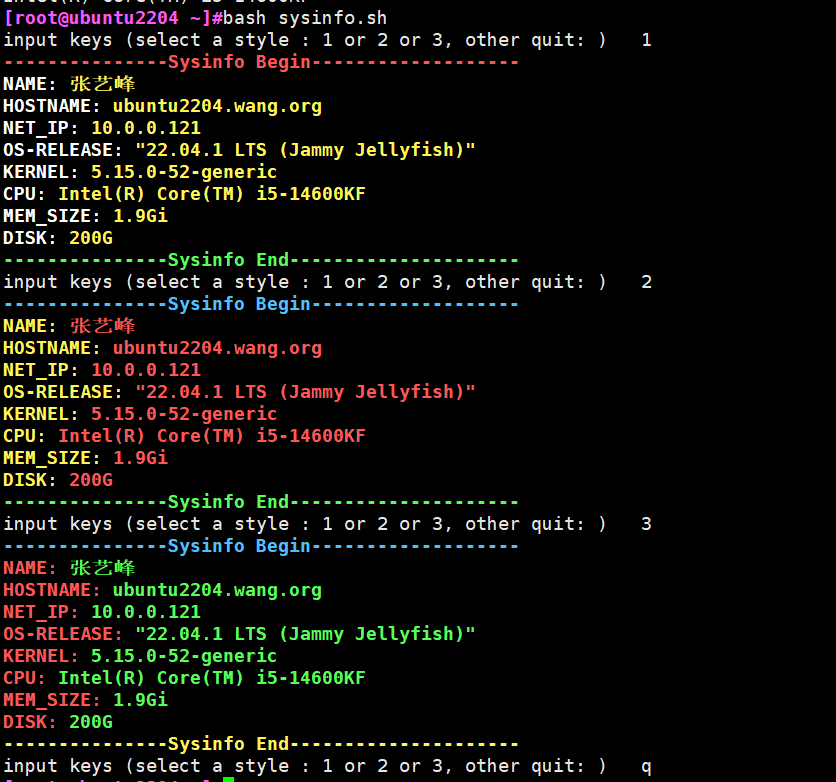 [root@ubuntu2204 ~]#bash sysinfo.sh
input keys (select a style : 1 or 2 or 3, other quit: )   1
---------------Sysinfo Begin-------------------
NAME: 张艺峰
HOSTNAME: ubuntu2204.wang.org
NET_IP: 10.0.0.121
OS-RELEASE: "22.04.1 LTS (Jammy Jellyfish)"
KERNEL: 5.15.0-52-generic
CPU: Intel(R) Core(TM) i5-14600KF
MEM_SIZE: 1.9Gi
DISK: 200G
---------------Sysinfo End---------------------
input keys (select a style : 1 or 2 or 3, other quit: )   2
---------------Sysinfo Begin-------------------
NAME: 张艺峰
HOSTNAME: ubuntu2204.wang.org
NET_IP: 10.0.0.121
OS-RELEASE: "22.04.1 LTS (Jammy Jellyfish)"
KERNEL: 5.15.0-52-generic
CPU: Intel(R) Core(TM) i5-14600KF
MEM_SIZE: 1.9Gi
DISK: 200G
---------------Sysinfo End---------------------
input keys (select a style : 1 or 2 or 3, other quit: )   3
---------------Sysinfo Begin-------------------
NAME: 张艺峰
HOSTNAME: ubuntu2204.wang.org
NET_IP: 10.0.0.121
OS-RELEASE: "22.04.1 LTS (Jammy Jellyfish)"
KERNEL: 5.15.0-52-generic
CPU: Intel(R) Core(TM) i5-14600KF
MEM_SIZE: 1.9Gi
DISK: 200G
---------------Sysinfo End---------------------
input keys (select a style : 1 or 2 or 3, other quit: )   q